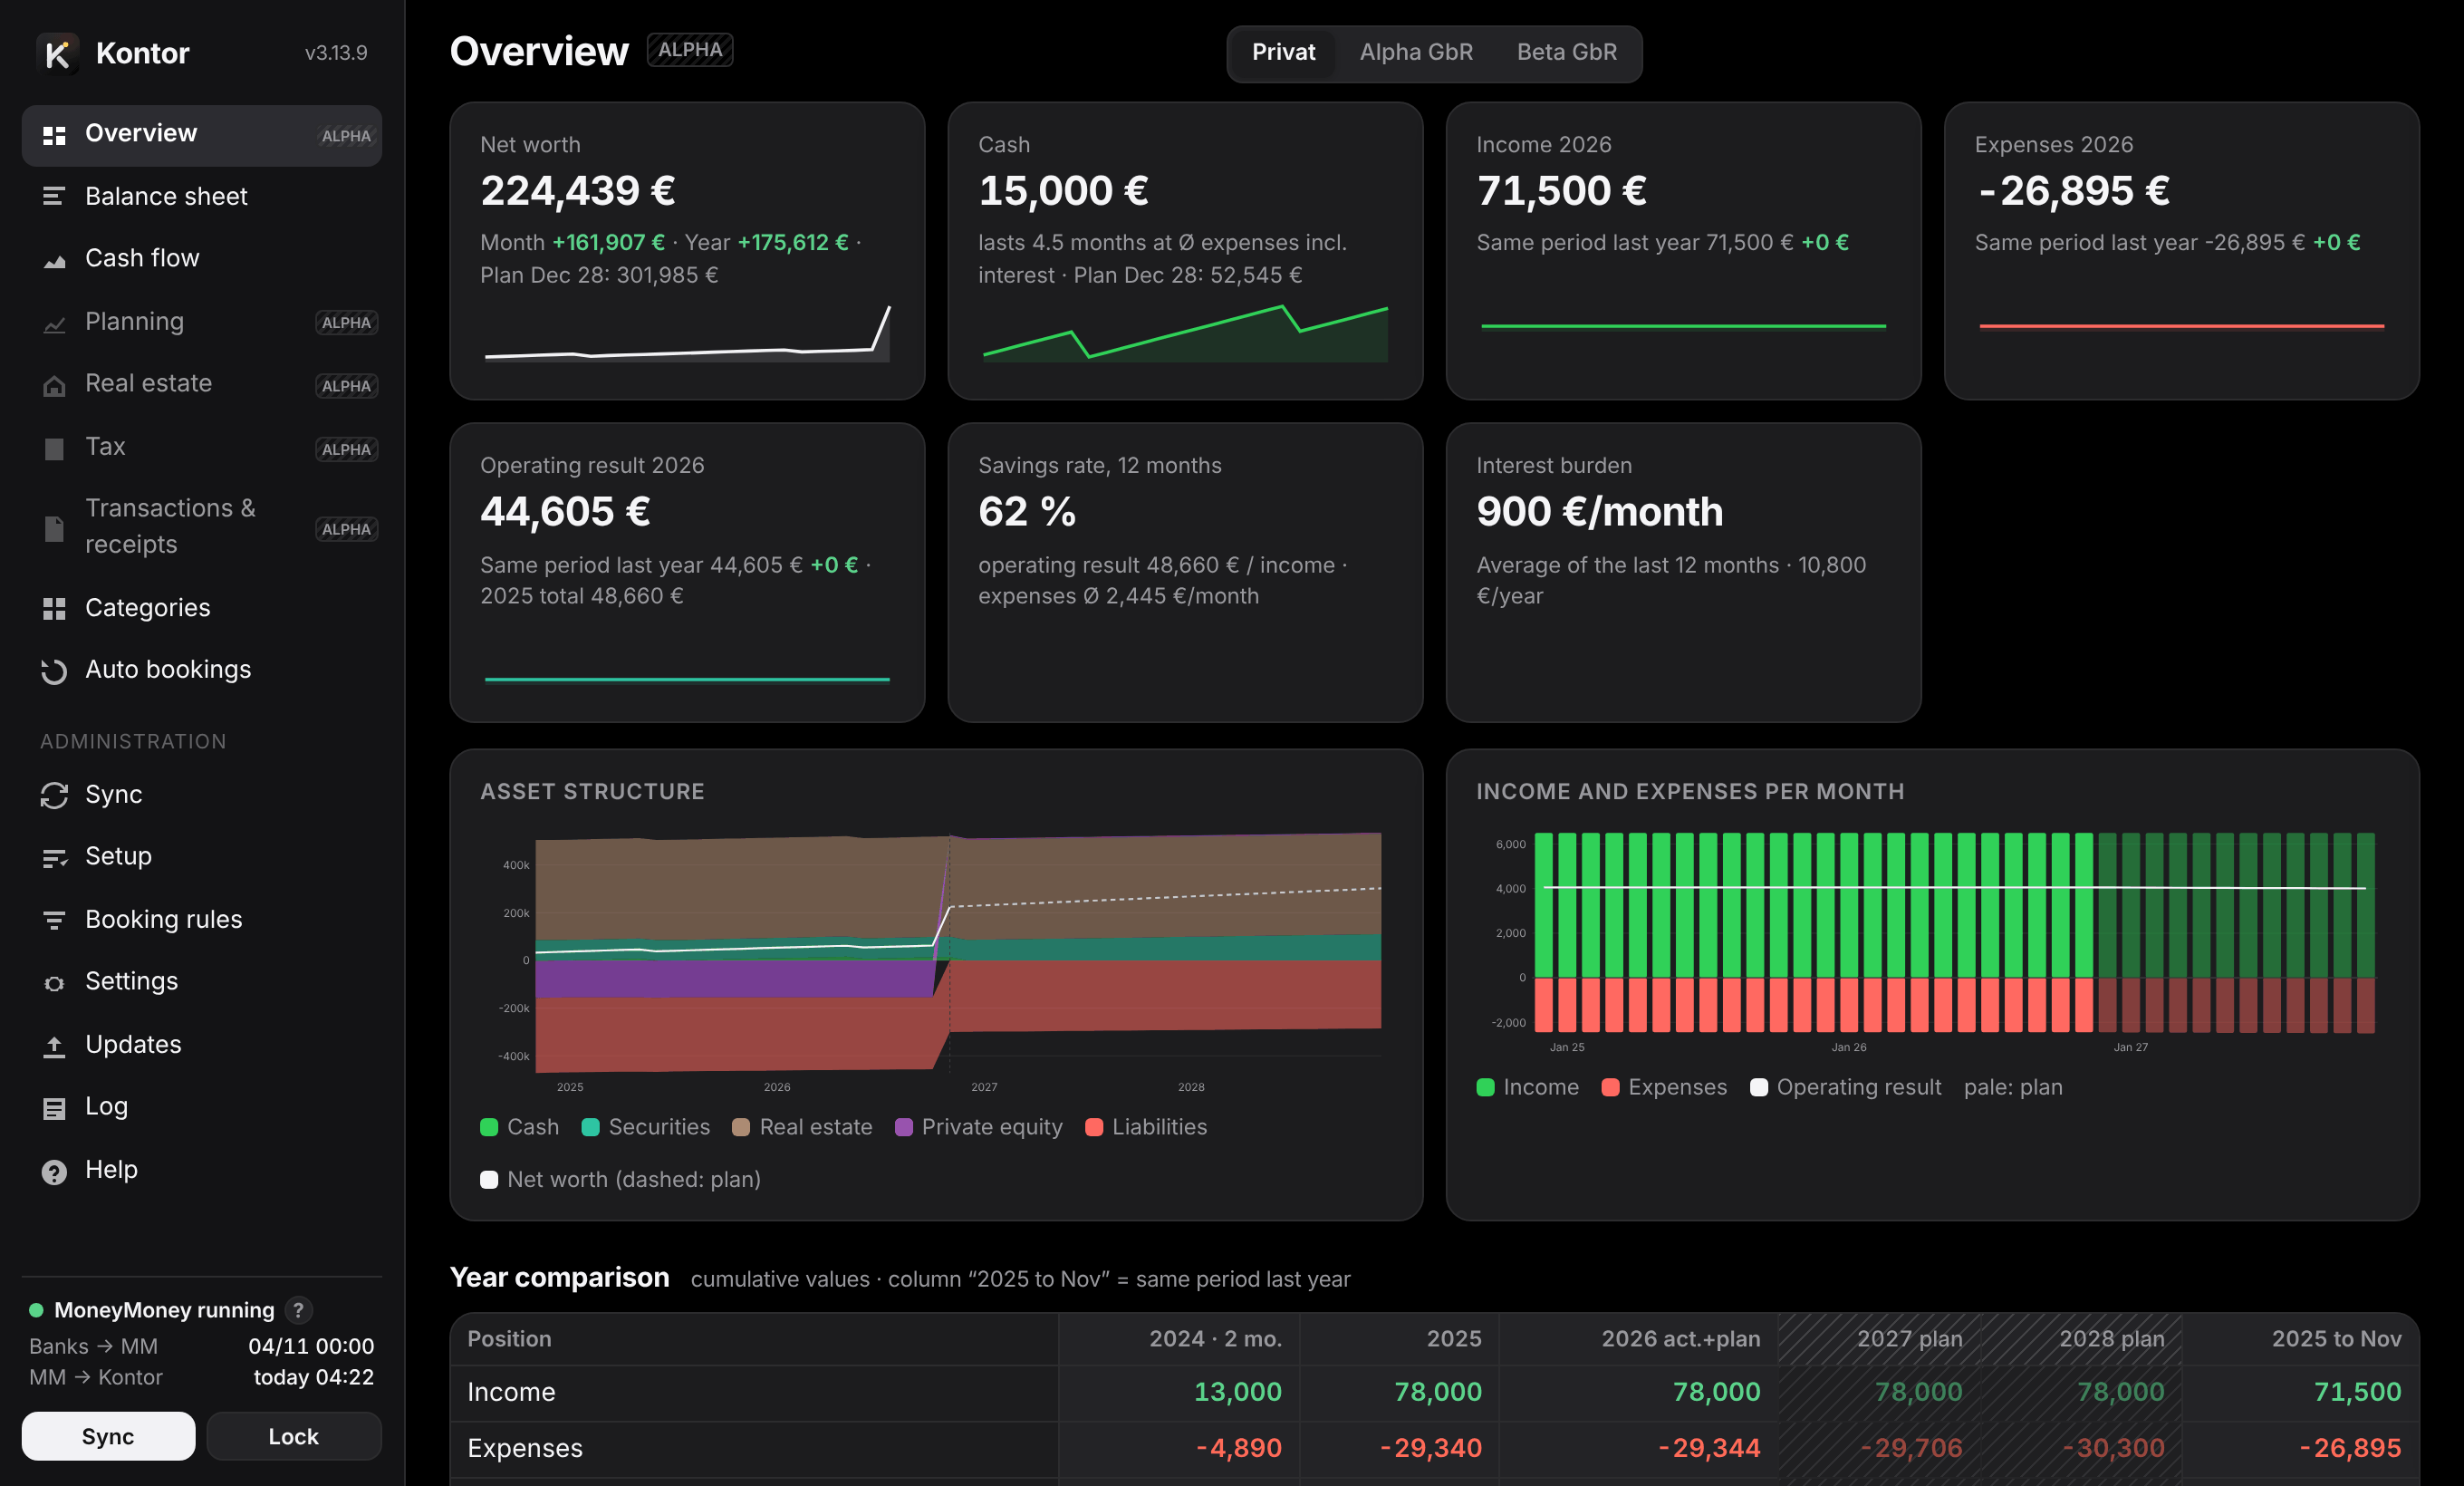 Kontor
v3.13.9
Overview
ALPHA
Balance sheet
Cash flow
Planning
ALPHA
Real estate
ALPHA
Tax
ALPHA
Transactions &
receipts
ALPHA
Categories
Auto bookings
ADMINISTRATION
Sync
Setup
Booking rules
Settings
Updates
Log
Help
MoneyMoney running ?
Banks → MM 04/11 00:00
MM → Kontor today 04:22
Sync
Lock
Overview ALPHA
Privat Alpha GbR Beta GbR
Net worth
224,439 €
Month +161,907 € · Year +175,612 € ·
Plan Dec 28: 301,985 €
Cash
15,000 €
lasts 4.5 months at Ø expenses incl.
interest · Plan Dec 28: 52,545 €
Income 2026
71,500 €
Same period last year 71,500 € +0 €
Expenses 2026
-26,895 €
Same period last year -26,895 € +0 €
Operating result 2026
44,605 €
Same period last year 44,605 € +0 € ·
2025 total 48,660 €
Savings rate, 12 months
62 %
operating result 48,660 € / income ·
expenses Ø 2,445 €/month
Interest burden
900 €/month
Average of the last 12 months · 10,800
€/year
ASSET STRUCTURE
400k
200k
0
-200k
-400k
2025 2026 2027 2028
Cash Securities Real estate Private equity Liabilities
Net worth (dashed: plan)
INCOME AND EXPENSES PER MONTH
6,000
4,000
2,000
0
-2,000
Jan 25 Jan 26 Jan 27
Income Expenses Operating result pale: plan
Year comparison cumulative values · column “2025 to Nov” = same period last year
Position 2024 · 2 mo. 2025 2026 act.+plan 2027 plan 2028 plan 2025 to Nov
Income 13,000 78,000 78,000 78,000 78,000 71,500
Expenses -4,890 -29,340 -29,344 -29,706 -30,300 -26,895